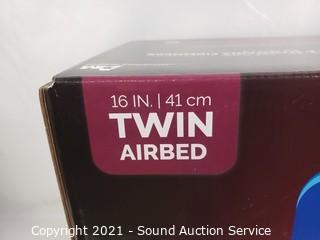 16 IN. | 41 cm
TWIN
AIRBED
Copyright 2021 - Sound Auction Service